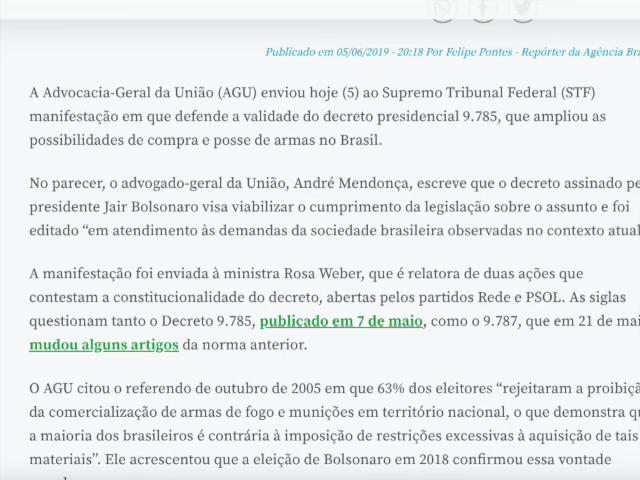 Publicado em 05/06/2019 - 20:18 Por Felipe Pontes - Repórter da Agência
A Advocacia-Geral da União (AGU) enviou hoje (5) ao Supremo Tribunal Federal (STF)
manifestação em que defende a validade do decreto presidencial 9.785, que ampliou as
possibilidades de compra e posse de armas no Brasil.
No parecer, o advogado-geral da União, André Mendonça, escreve que o decreto assinado
presidente Jair Bolsonaro visa viabilizar o cumprimento da legislação sobre o assunto e foi
editado “em atendimento às demandas da sociedade brasileira observadas no contexto atual
A manifestação foi enviada à ministra Rosa Weber, que é relatora de duas ações que
contestam a constitucionalidade do decreto, abertas pelos partidos Rede e PSOL. As siglas
questionam tanto o Decreto 9.785, publicado em 7 de maio, como o 9.787, que em 21 de
mudou alguns artigos da norma anterior.
O AGU citou o referendo de outubro de 2005 em que 63% dos eleitores “rejeitaram a
da comercialização de armas de fogo e munições em território nacional, o que demonstra
a maioria dos brasileiros é contrária à imposição de restrições excessivas à aquisição de tais
materiais”. Ele acrescentou que a eleição de Bolsonaro em 2018 confirmou essa vontade